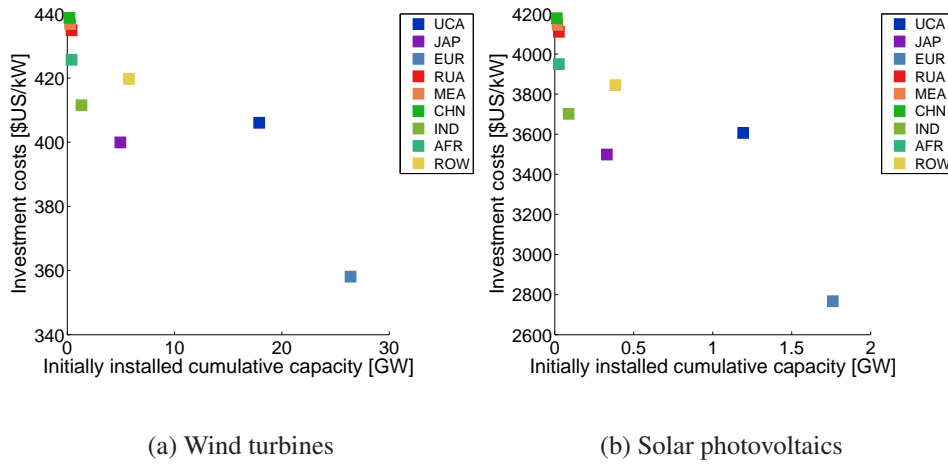 Investment costs [$US/kW]
440
420
400
380
360
340
0
10
20
30
Initially installed cumulative capacity [GW]
UCA
JAP
EUR
RUA
MEA
CHN
IND
AFR
ROW
(a) Wind turbines
Investment costs [$US/kW]
4200
4000
3800
3600
3400
3200
3000
2800
2600
0
0.5
1
1.5
2
Initially installed cumulative capacity [GW]
UCA
JAP
EUR
RUA
MEA
CHN
IND
AFR
ROW
(b) Solar photovoltaics